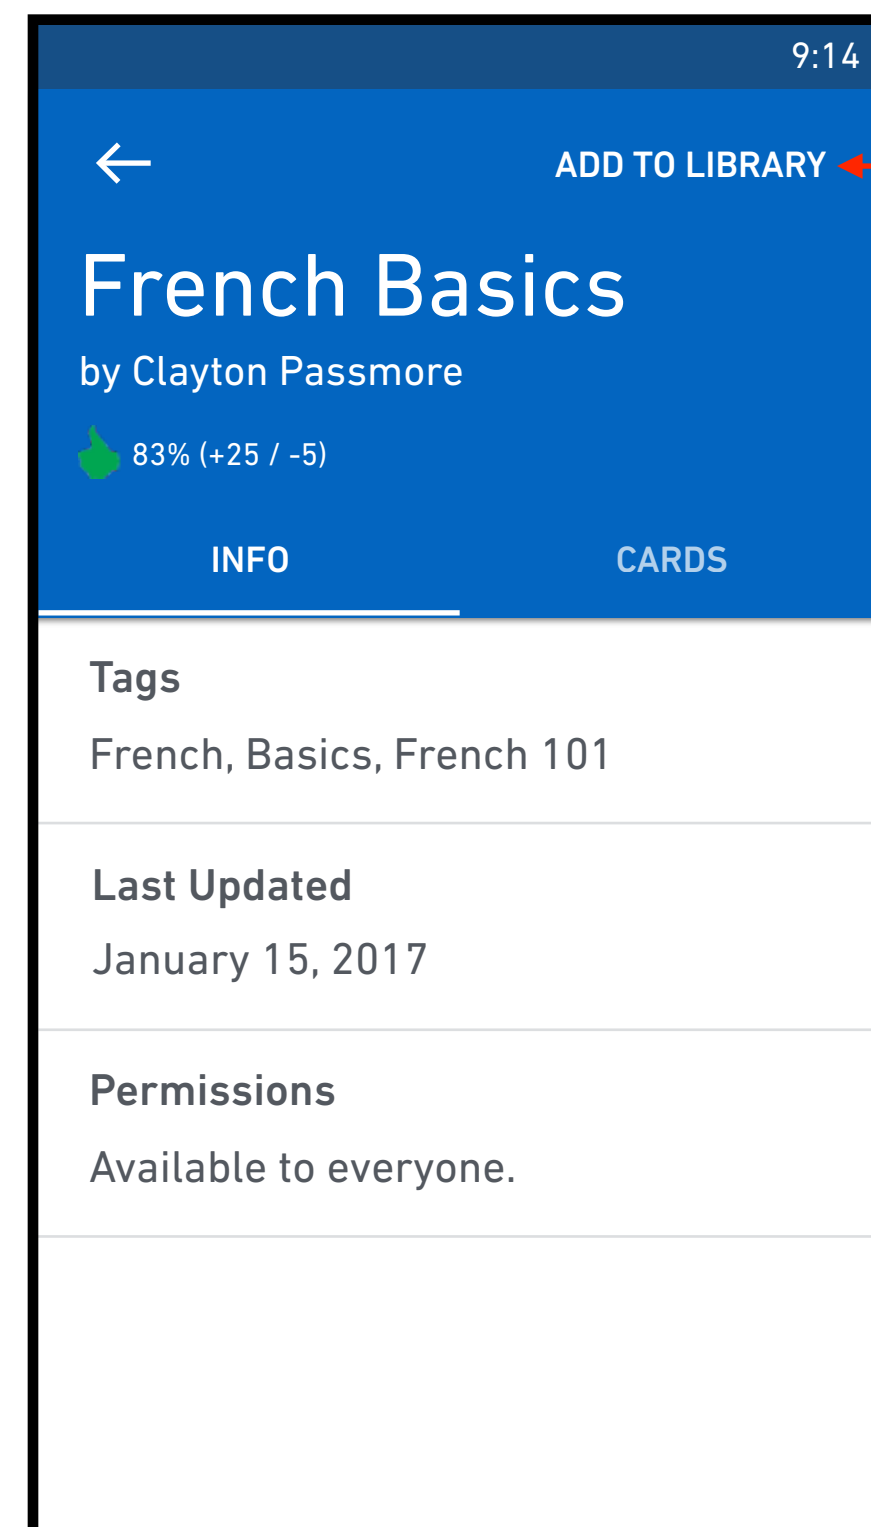 9:14
ADD TO LIBRARY
French Basics
by Clayton Passmore
83% (+25 / -5)
INFO CARDS
Tags
French, Basics, French 101
Last Updated
January 15, 2017
Permissions
Available to everyone.